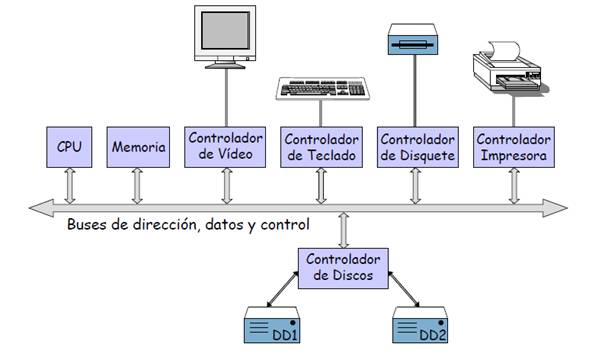 CPU
Memoria
Controlador
de Vídeo
Controlador
de Teclado
Controlador
de Disquete
Controlador
Impresora
Buses de dirección, datos y control
Controlador
de Discos
DD1
DD2